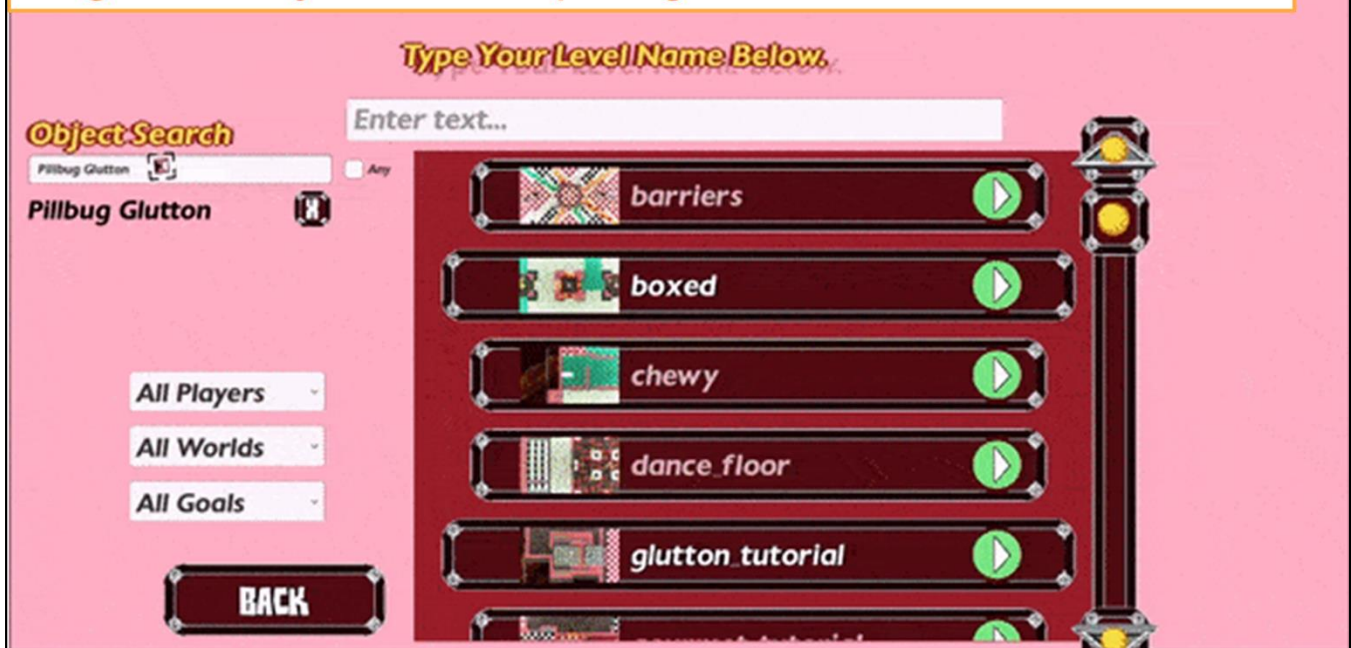 Type Your Level Name Below.
Enter text...
Object Search
Pillbug Glutton
Any
Pillbug Glutton X
All Players
All Worlds
All Goals
BACK
barriers
boxed
chewy
dance_floor
glutton_tutorial